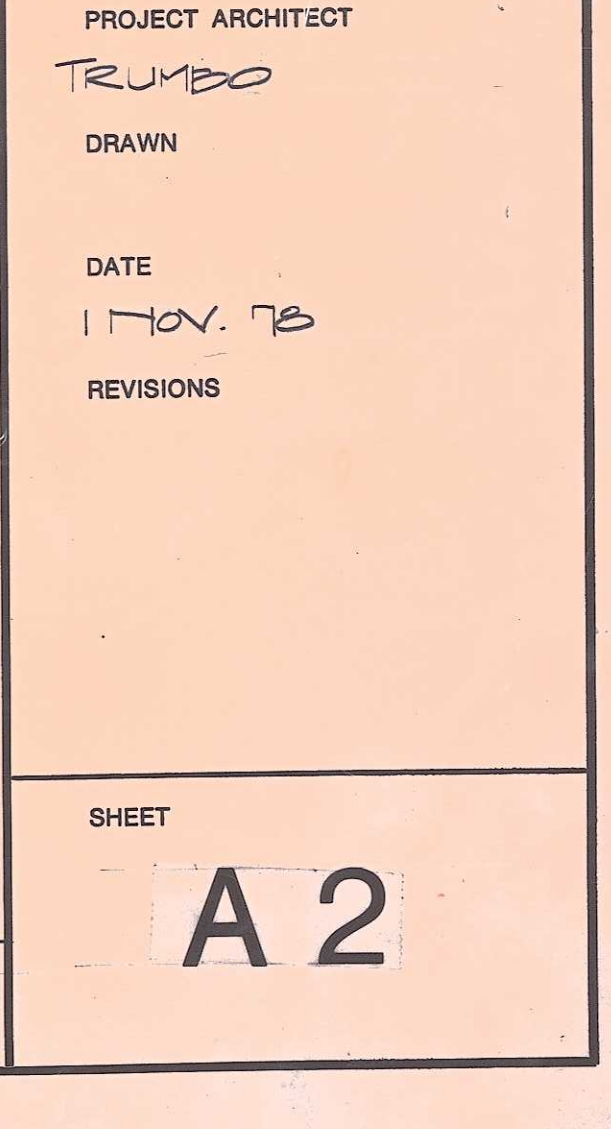 PROJECT ARCHITECT
TRUMBO
DRAWN
DATE
1 NOV. 78
REVISIONS
SHEET
A 2